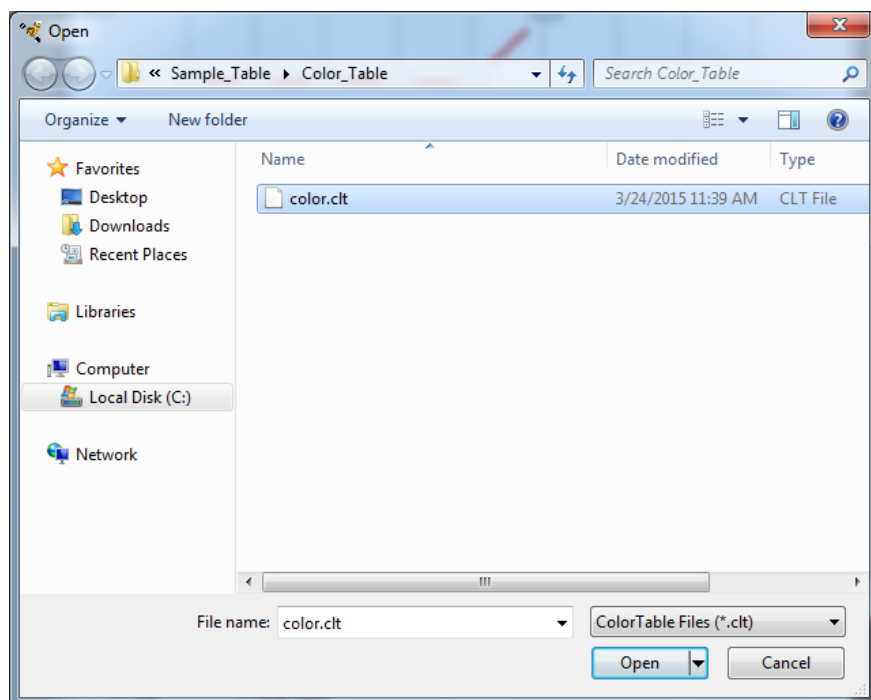 Open
« Sample_Table ▸ Color_Table
Search Color_Table
Organize
New folder
Name
Date modified
Type
Favorites
Desktop
Downloads
Recent Places
Libraries
Computer
Local Disk (C:)
Network
color.clt
3/24/2015 11:39 AM
CLT File
File name:
color.clt
ColorTable Files (*.clt)
Open
Cancel